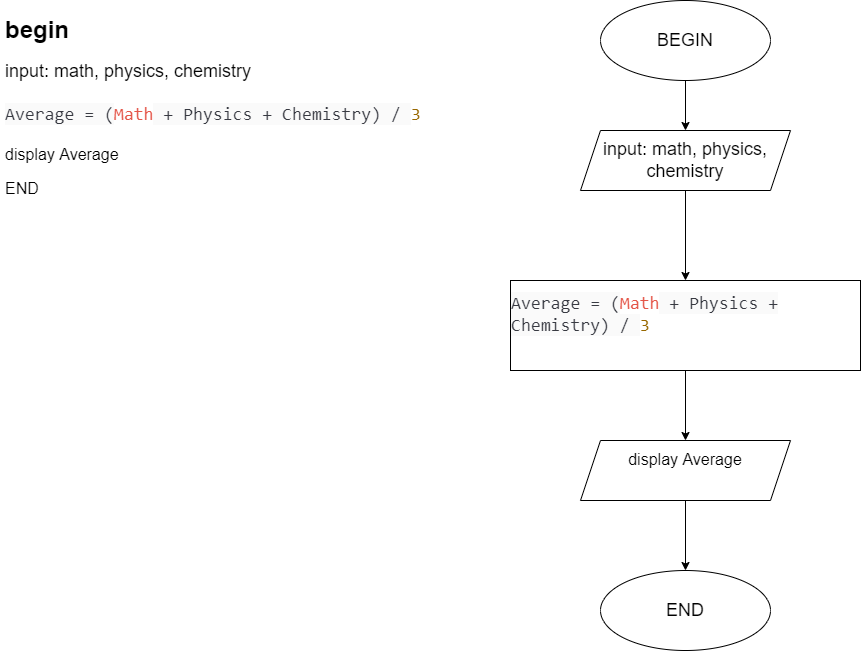 begin
input: math, physics, chemistry
Average = (Math + Physics + Chemistry) / 3
display Average
END
BEGIN
input: math, physics,
chemistry
Average = (Math + Physics +
Chemistry) / 3
display Average
END